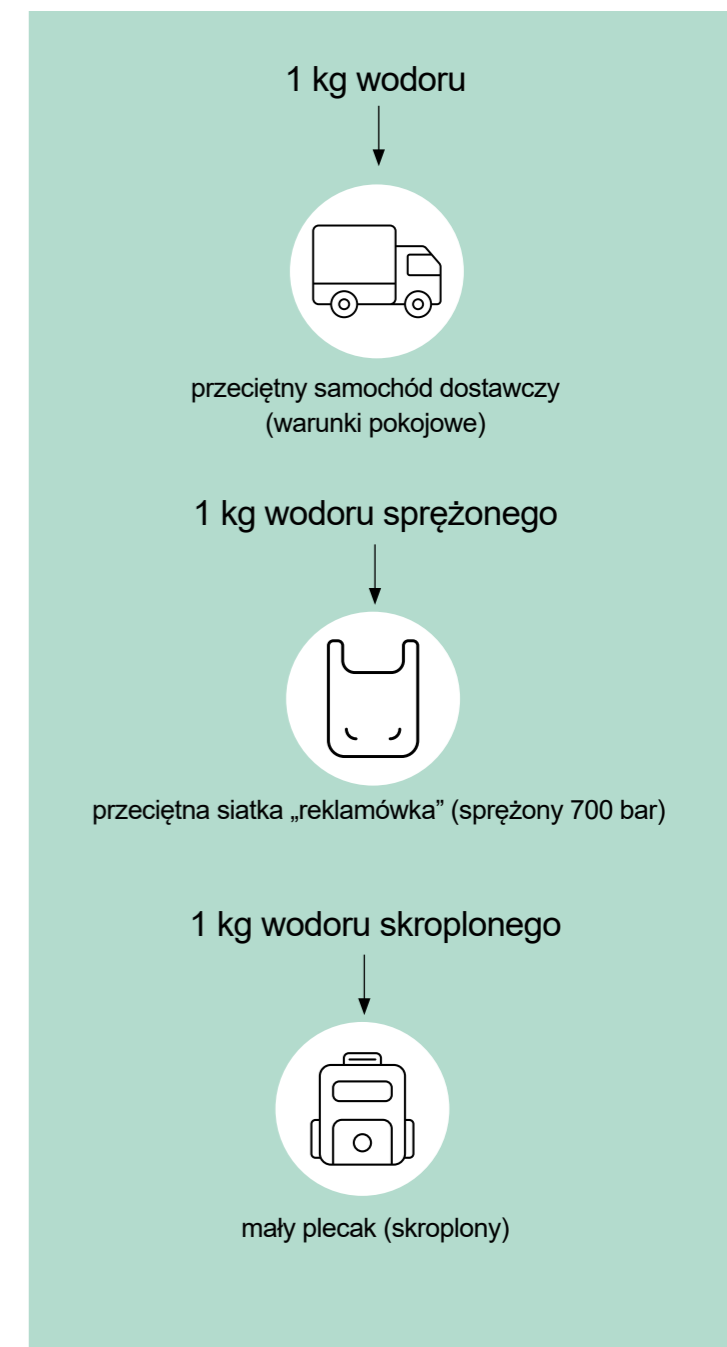 1 kg wodoru
przeciętny samochód dostawczy
(warunki pokojowe)
1 kg wodoru sprężonego
przeciętna siatka „reklamówka” (sprężony 700 bar)
1 kg wodoru skroplonego
mały plecak (skroplony)